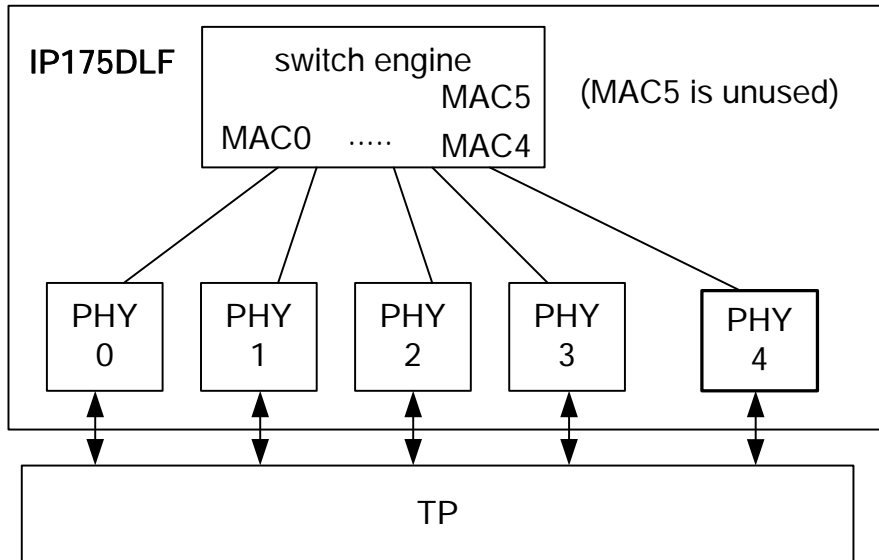 IP175DLF
switch engine
MAC5
(MAC5 is unused)
MAC0 ..... MAC4
PHY 0
PHY 1
PHY 2
PHY 3
PHY 4
TP